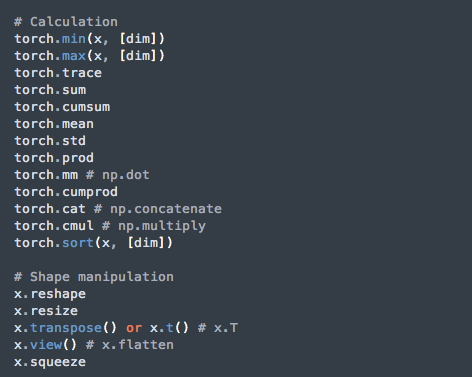 # Calculation
torch.min(x, [dim])
torch.max(x, [dim])
torch.trace
torch.sum
torch.cumsum
torch.mean
torch.std
torch.prod
torch.mm # np.dot
torch.cumprod
torch.cat # np.concatenate
torch.cmul # np.multiply
torch.sort(x, [dim])
# Shape manipulation
x.reshape
x.resize
x.transpose() or x.t() # x.T
x.view() # x.flatten
x.squeeze